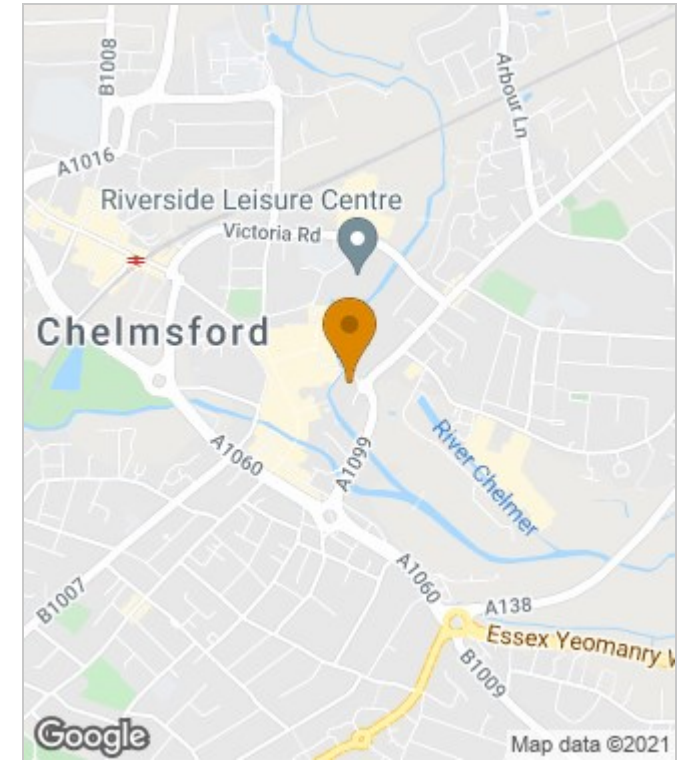 B1008
Arbour Ln
A1016
Riverside Leisure Centre
Victoria Rd
Chelmsford
A1060
A1099
River Chelmer
B1007
A1060
A138
Essex Yeomanry W
B1009
Google
Map data ©2021